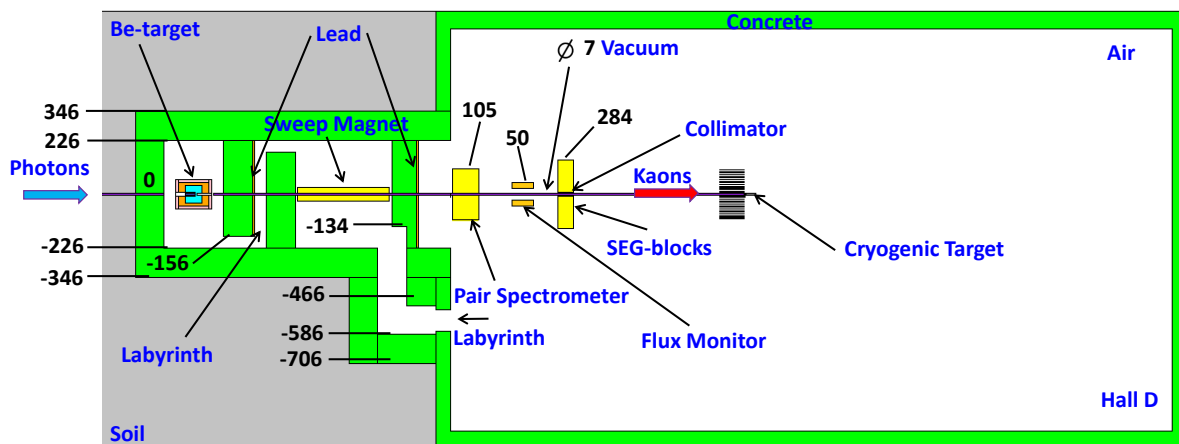 Concrete
Be-target
Lead
∅ 7 Vacuum
Air
346
105
Sweep Magnet
50
284
Collimator
226
Photons
0
Kaons
-134
-226
-156
SEG-blocks
Cryogenic Target
-346
-466
Pair Spectrometer
-586
Labyrinth
Flux Monitor
Labyrinth
-706
Hall D
Soil